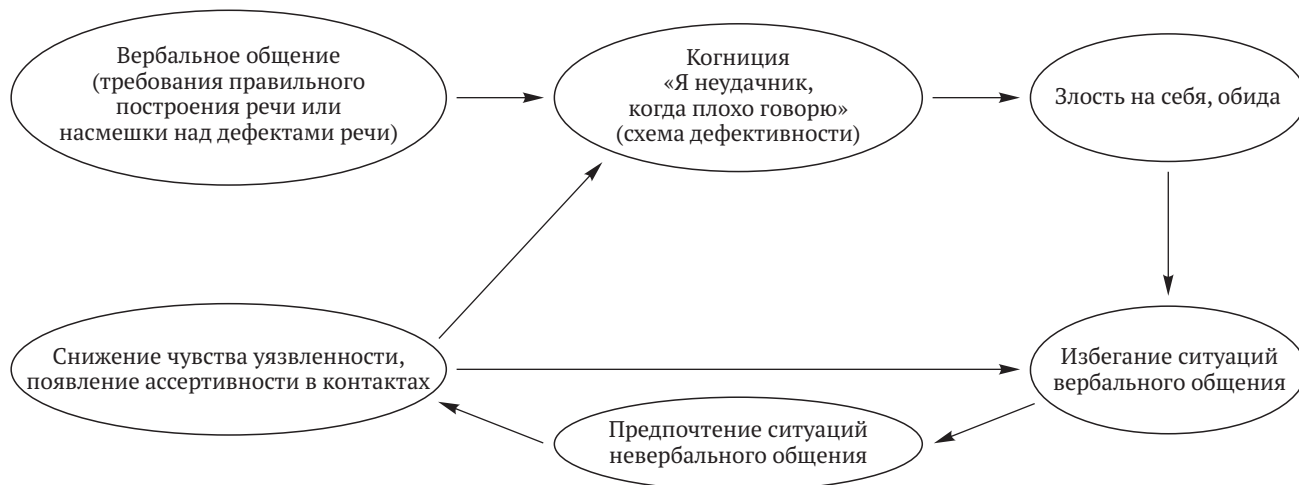 Вербальное общение
(требования правильного
построения речи или
насмешки над дефектами речи)
Когниция
«Я неудачник,
когда плохо говорю»
(схема дефективности)
Злость на себя, обида
Снижение чувства уязвленности,
появление ассертивности в контактах
Избегание ситуаций
вербального общения
Предпочтение ситуаций
невербального общения